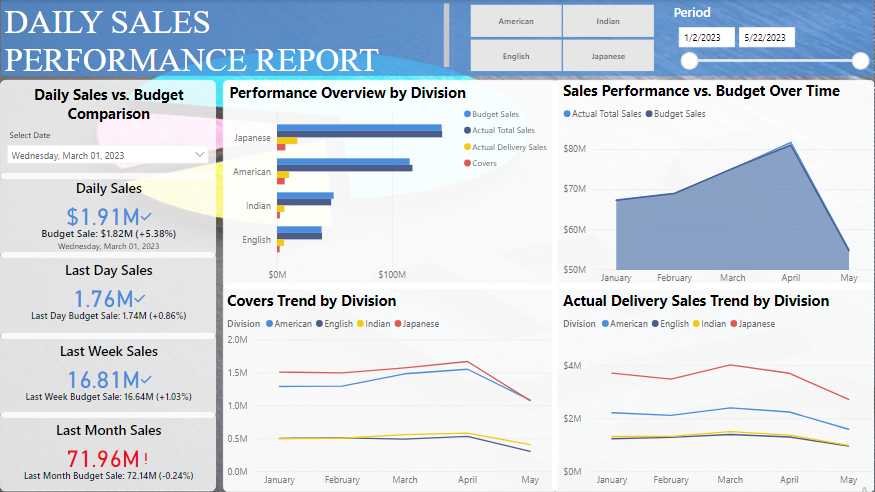 DAILY SALES
PERFORMANCE REPORT
American
Indian
English
Japanese
Period
1/2/2023
5/22/2023
Daily Sales vs. Budget
Comparison
Select Date
Wednesday, March 01, 2023
Daily Sales
$1.91M
Budget Sale: $1.82M (+5.38%)
Wednesday, March 01, 2023
Last Day Sales
1.76M
Last Day Budget Sale: 1.74M (+0.86%)
Last Week Sales
16.81M
Last Week Budget Sale: 16.64M (+1.03%)
Last Month Sales
71.96M !
Last Month Budget Sale: 72.14M (-0.24%)
Performance Overview by Division
Budget Sales
Actual Total Sales
Actual Delivery Sales
Covers
Japanese
American
Indian
English
$0M $100M
Sales Performance vs. Budget Over Time
Actual Total Sales Budget Sales
$80M
$70M
$60M
$50M
January February March April May
Covers Trend by Division
Division American English Indian Japanese
2.0M
1.5M
1.0M
0.5M
0.0M
January February March April May
Actual Delivery Sales Trend by Division
Division American English Indian Japanese
$4M
$2M
$0M
January February March April May